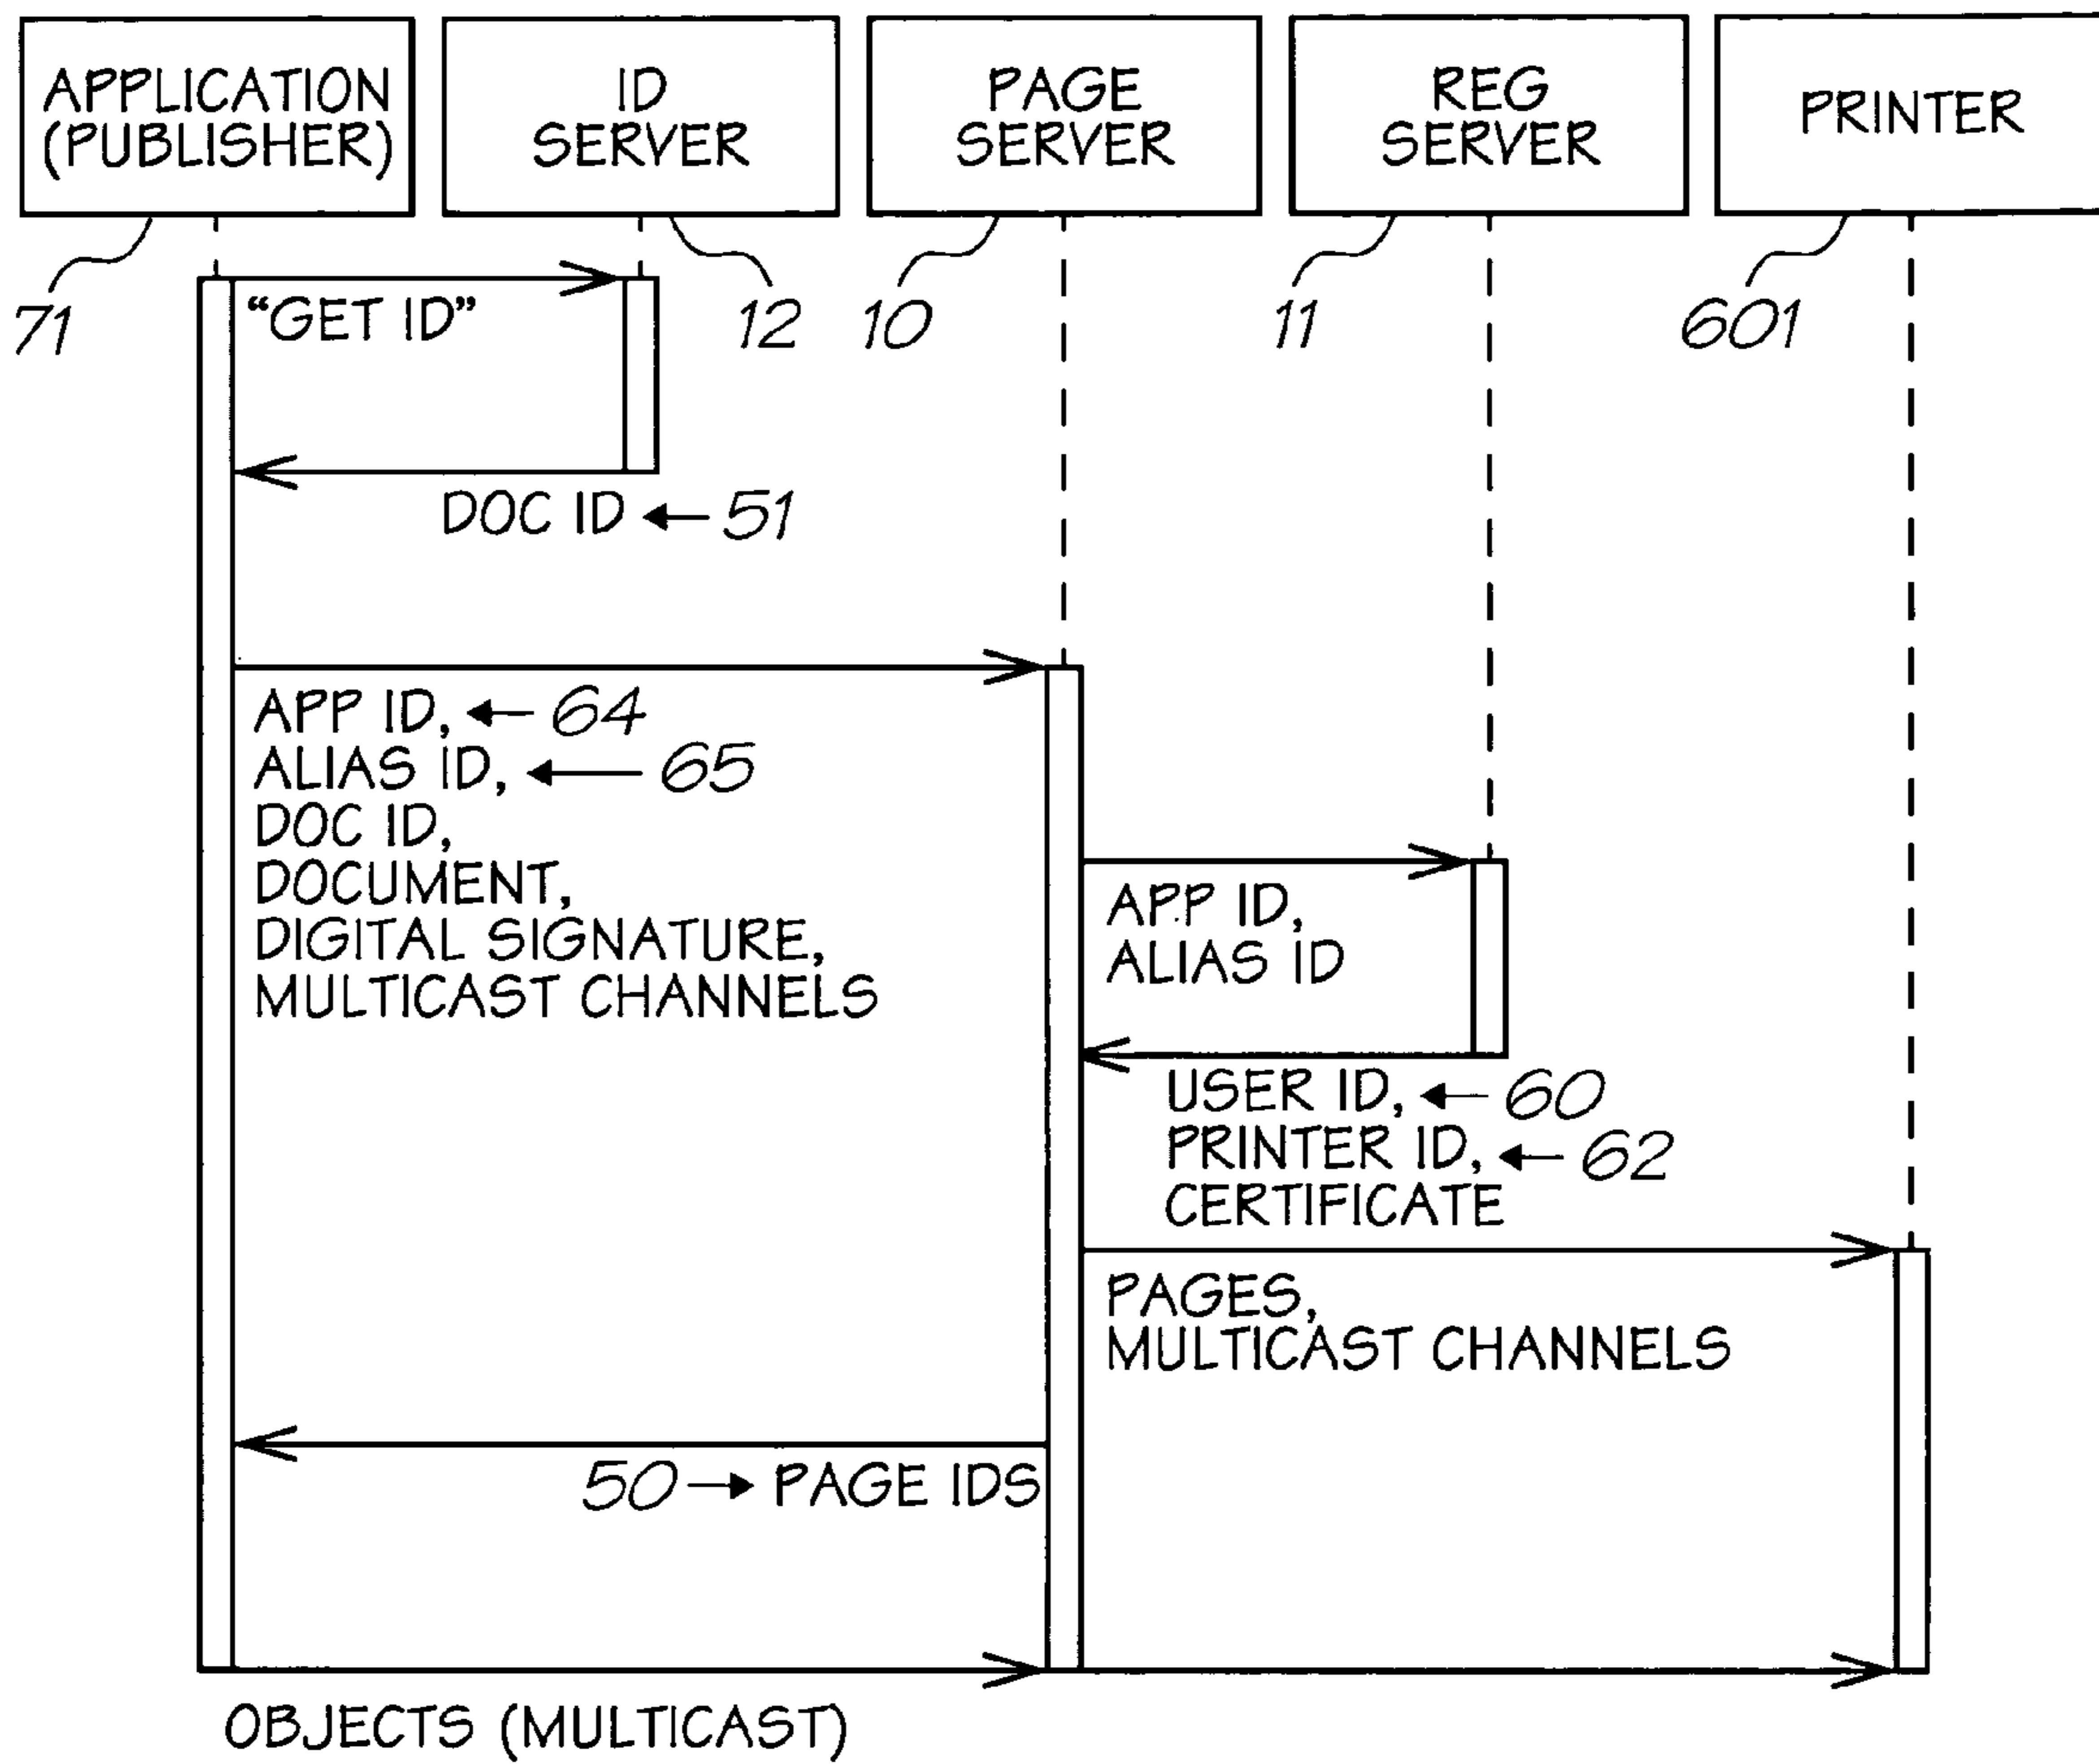 APPLICATION
(PUBLISHER)
ID
SERVER
PAGE
SERVER
REG
SERVER
PRINTER
71
12
10
11
601
“GET ID”
DOC ID
51
APP ID,
64
ALIAS ID,
65
DOC ID,
DOCUMENT,
DIGITAL SIGNATURE,
MULTICAST CHANNELS
APP ID,
ALIAS ID
USER ID,
60
PRINTER ID,
62
CERTIFICATE
PAGES,
MULTICAST CHANNELS
50
PAGE IDS
OBJECTS (MULTICAST)